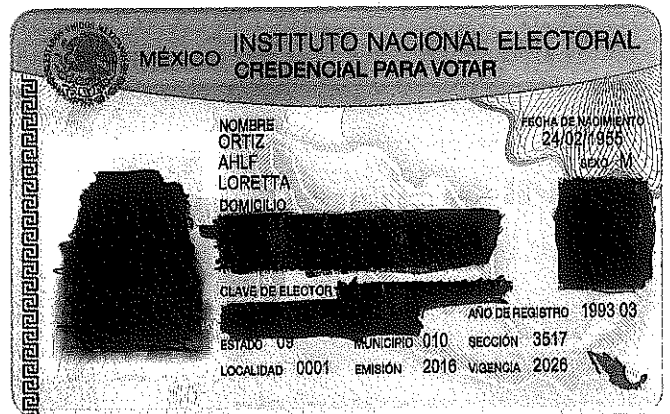 MÉXICO INSTITUTO NACIONAL ELECTORAL
CREDENCIAL PARA VOTAR
NOMBRE
ORTIZ
AHLF
LORETTA
FECHA DE NACIMIENTO
24/02/1955
SEXO M
DOMICILIO
CLAVE DE ELECTOR
AÑO DE REGISTRO 1993 03
ESTADO 09 MUNICIPIO 010 SECCIÓN 3517
LOCALIDAD 0001 EMISIÓN 2016 VIGENCIA 2026